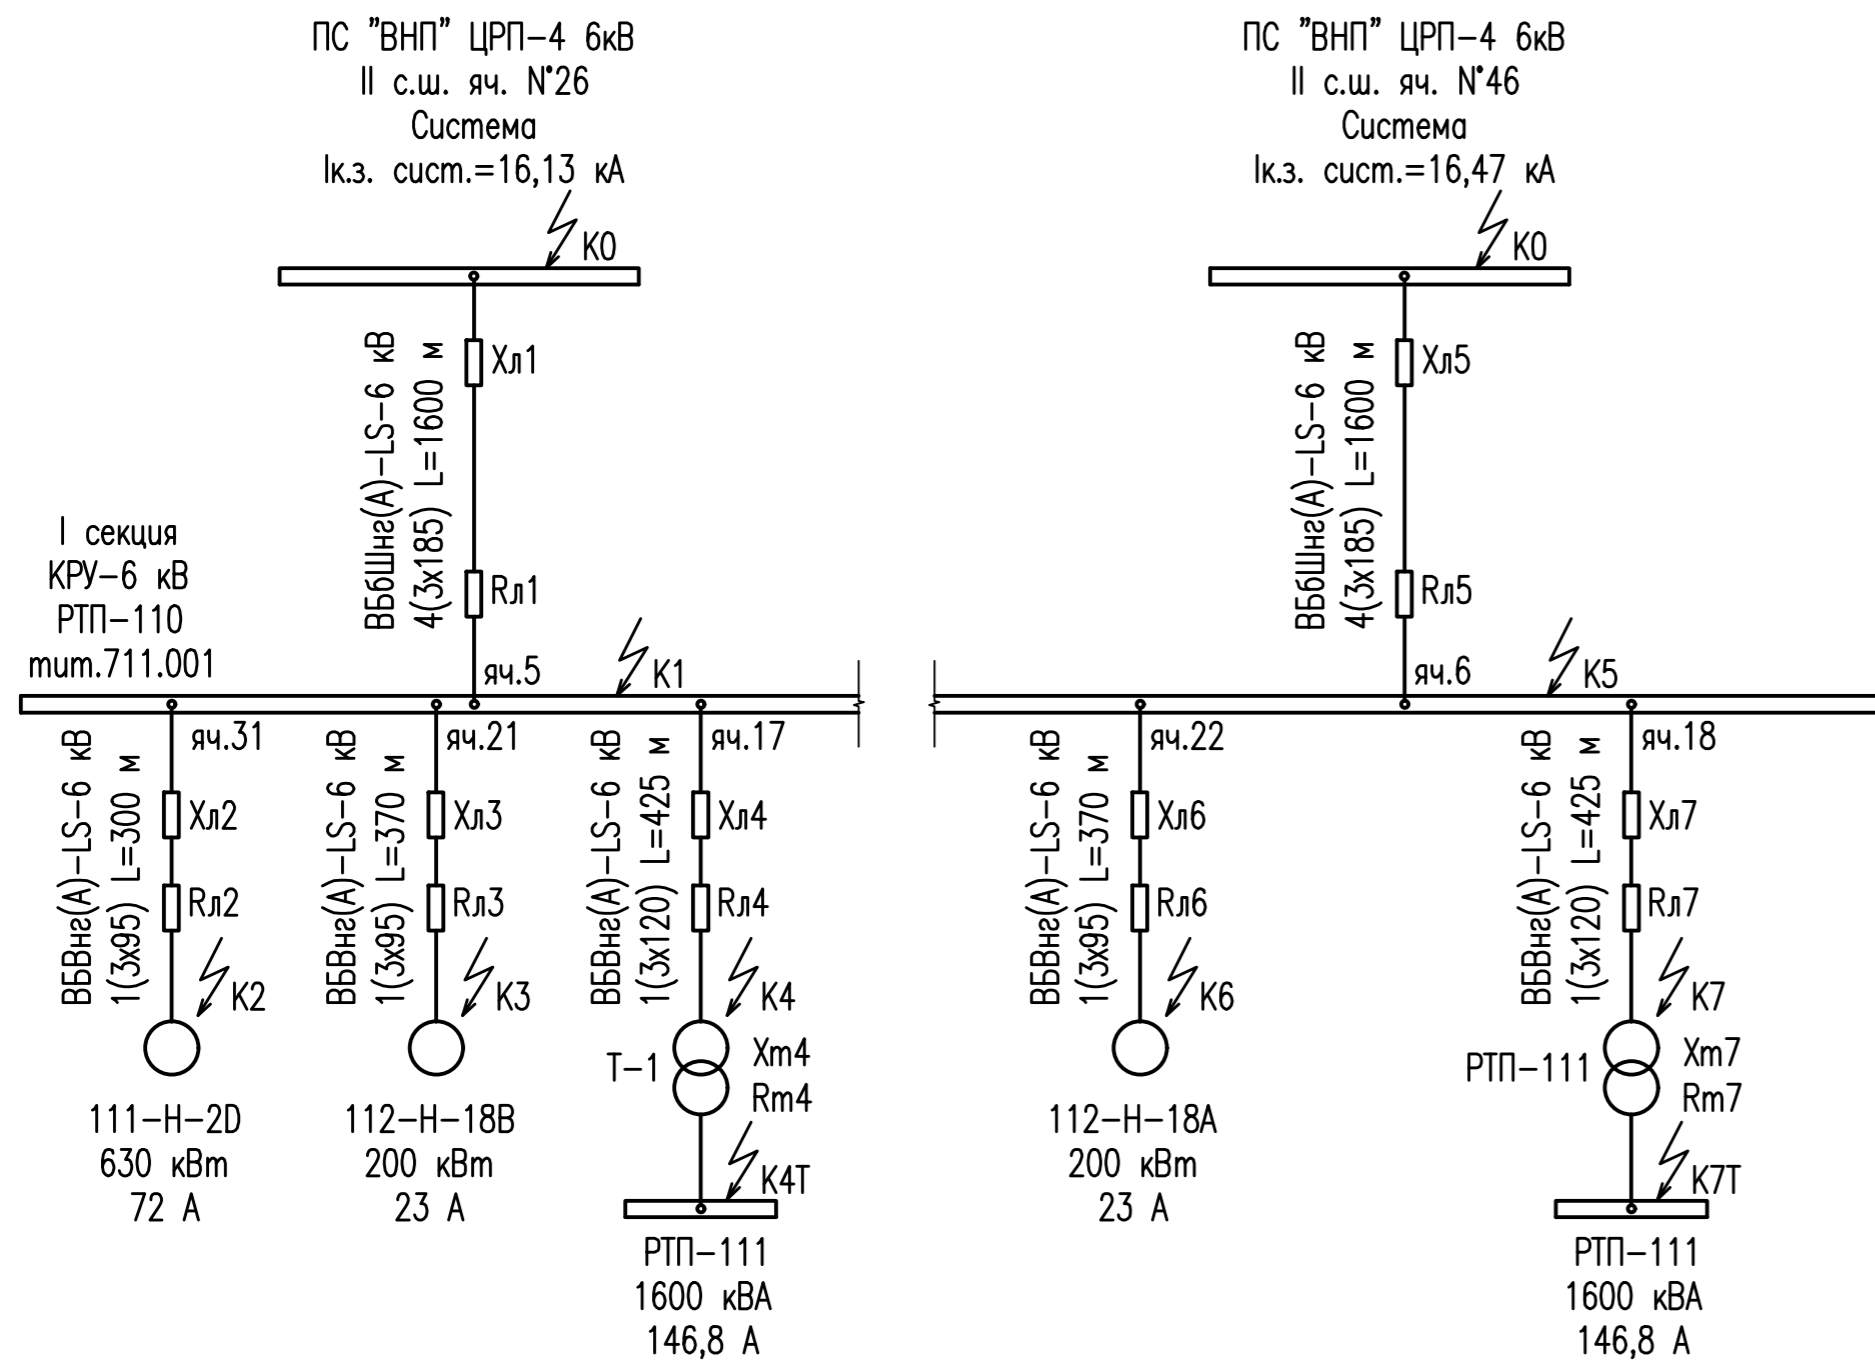 ПС "ВНП" ЦРП-4 6кВ
II с.ш. яч. N°26
Система
Iк.з. сист.=16,13 кА
К0
ВБбШнг(А)-LS-6 кВ
4(3х185) L=1600 м
Хл1
Rл1
I секция
КРУ-6 кВ
РТП-110
тит.711.001
яч.5
К1
яч.31
ВБВнг(А)-LS-6 кВ
1(3х95) L=300 м
Хл2
Rл2
К2
111-Н-2D
630 кВт
72 А
яч.21
ВБВнг(А)-LS-6 кВ
1(3х95) L=370 м
Хл3
Rл3
К3
112-Н-18В
200 кВт
23 А
яч.17
ВБВнг(А)-LS-6 кВ
1(3х120) L=425 м
Хл4
Rл4
К4
Т-1
Хт4
Rт4
К4Т
РТП-111
1600 кВА
146,8 А
ПС "ВНП" ЦРП-4 6кВ
II с.ш. яч. N°46
Система
Iк.з. сист.=16,47 кА
К0
ВБбШнг(А)-LS-6 кВ
4(3х185) L=1600 м
Хл5
Rл5
яч.6
К5
яч.22
ВБВнг(А)-LS-6 кВ
1(3х95) L=370 м
Хл6
Rл6
К6
112-Н-18А
200 кВт
23 А
яч.18
ВБВнг(А)-LS-6 кВ
1(3х120) L=425 м
Хл7
Rл7
К7
РТП-111
Хт7
Rт7
К7Т
РТП-111
1600 кВА
146,8 А